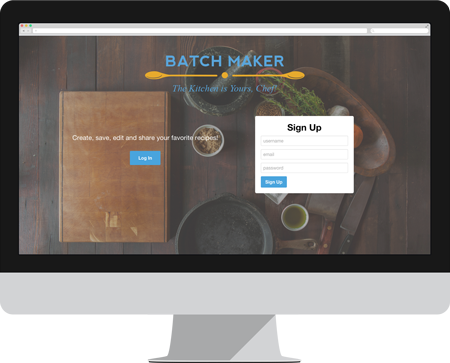 BATCH MAKER
The Kitchen is Yours, Chef!
Create, save, edit and share your favorite recipes!
Log In
Sign Up
username
email
password
Sign Up